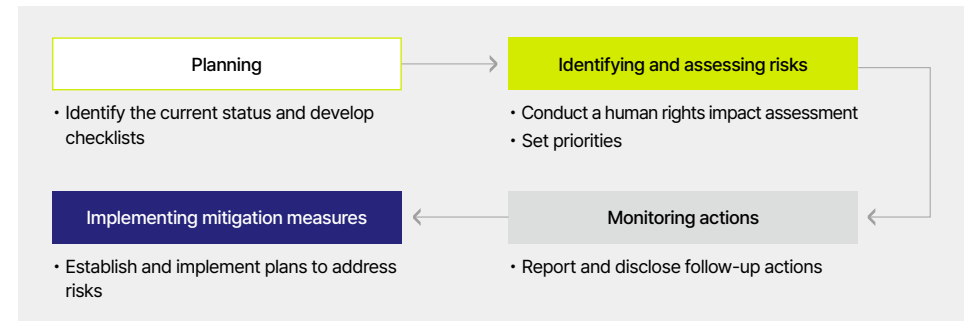 Planning
• Identify the current status and develop
checklists
Identifying and assessing risks
• Conduct a human rights impact assessment
• Set priorities
Implementing mitigation measures
• Establish and implement plans to address
risks
Monitoring actions
• Report and disclose follow-up actions